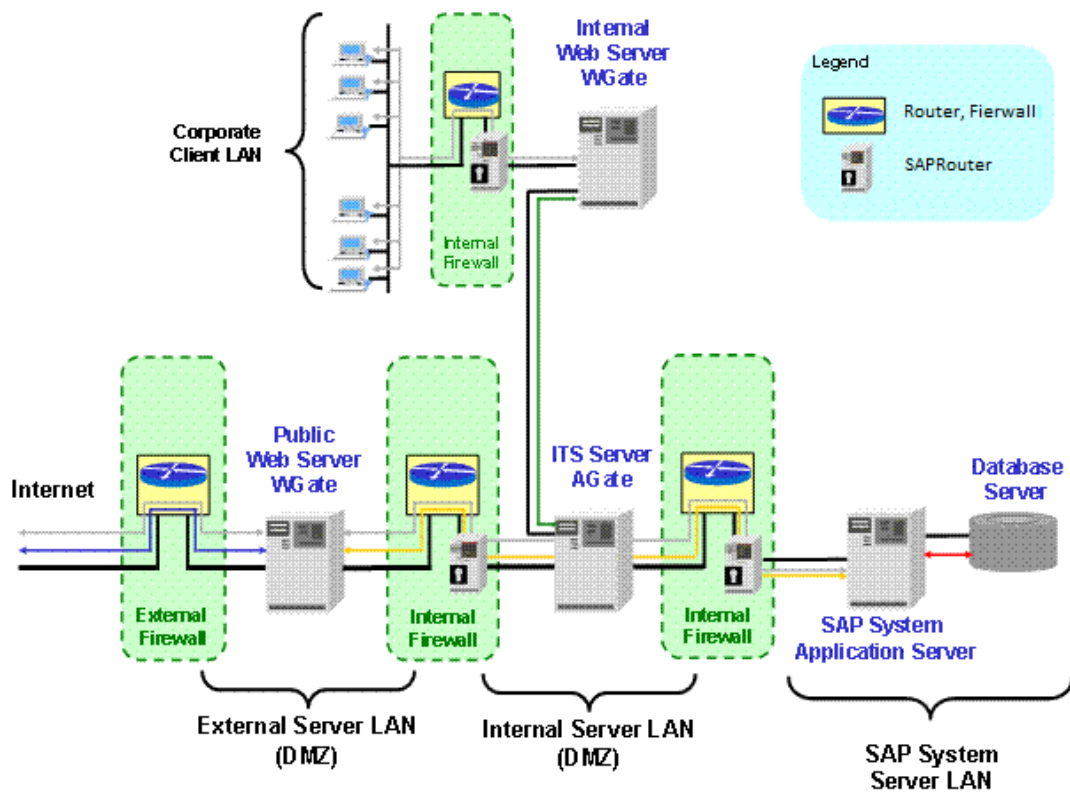 Internal
Web Server
WGate
Legend
Router, Fierwall
SAPRouter
Corporate
Client LAN
Internal
Firewall
Public
Web Server
WGate
ITS Server
AGate
Database
Server
Internet
External
Firewall
Internal
Firewall
Internal
Firewall
SAP System
Application Server
External Server LAN
(DMZ)
Internal Server LAN
(DMZ)
SAP System
Server LAN